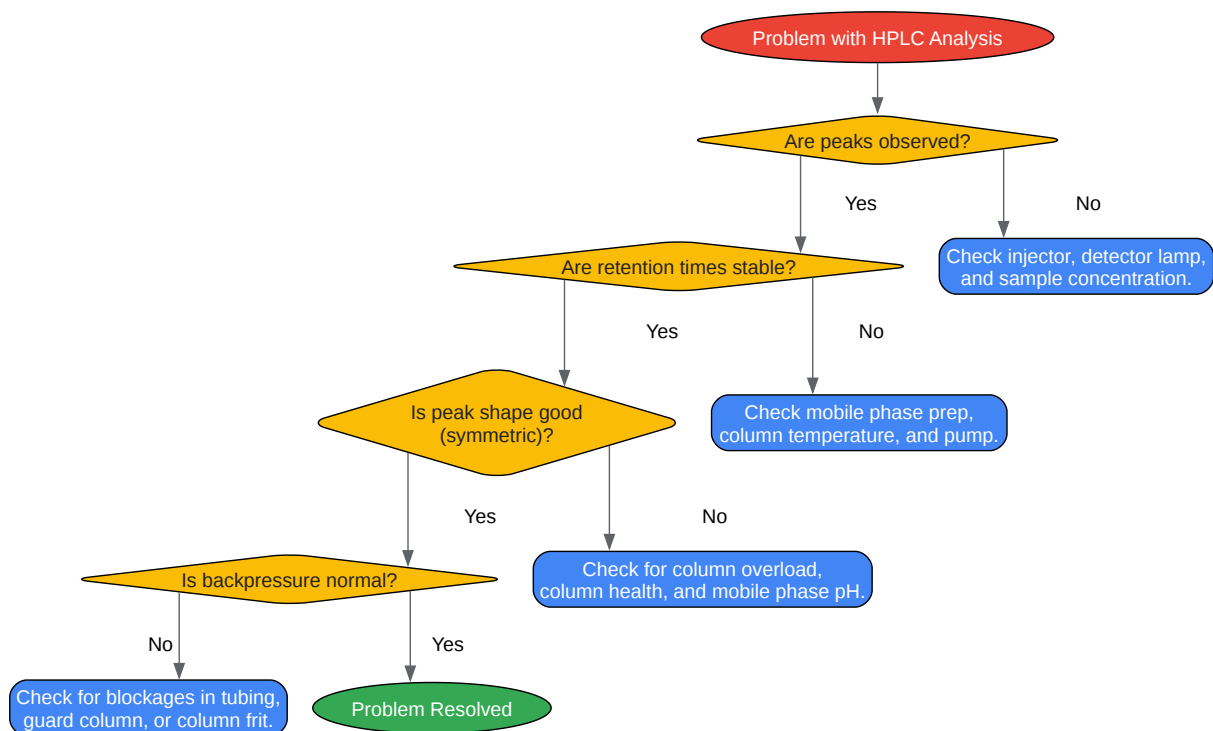 Problem with HPLC Analysis
Are peaks observed?
Yes
No
Check injector, detector lamp,
and sample concentration.
Are retention times stable?
Yes
No
Check mobile phase prep,
column temperature, and pump.
Is peak shape good
(symmetric)?
Yes
No
Check for column overload,
column health, and mobile phase pH.
Is backpressure normal?
No
Yes
Check for blockages in tubing,
guard column, or column frit.
Problem Resolved